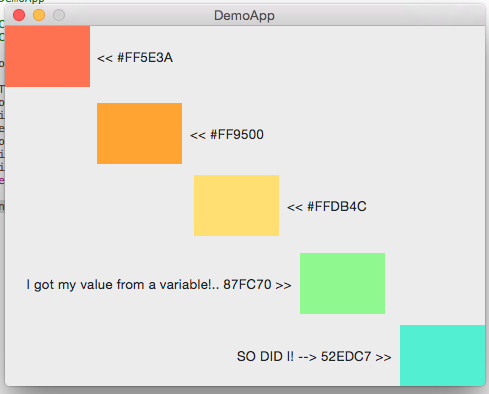 DemoApp
<< #FF5E3A
<< #FF9500
<< #FFDB4C
I got my value from a variable!.. 87FC70 >>
SO DID I! --> 52EDC7 >>